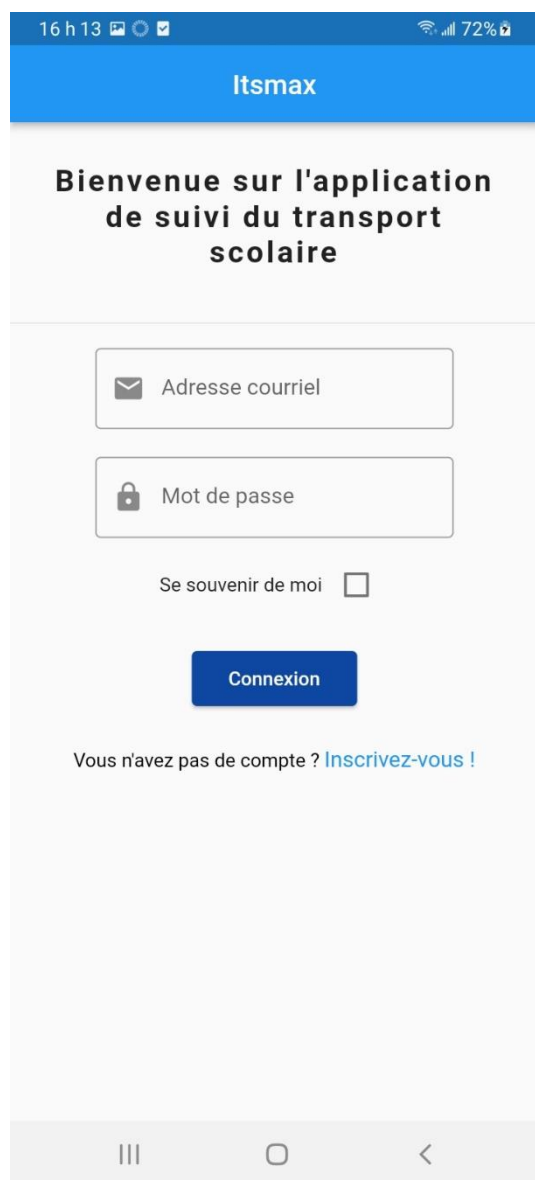 16 h 13 72%
Itsmax
Bienvenue sur l'application
de suivi du transport
scolaire
Adresse courriel
Mot de passe
Se souvenir de moi
Connexion
Vous n'avez pas de compte ? Inscrivez-vous !